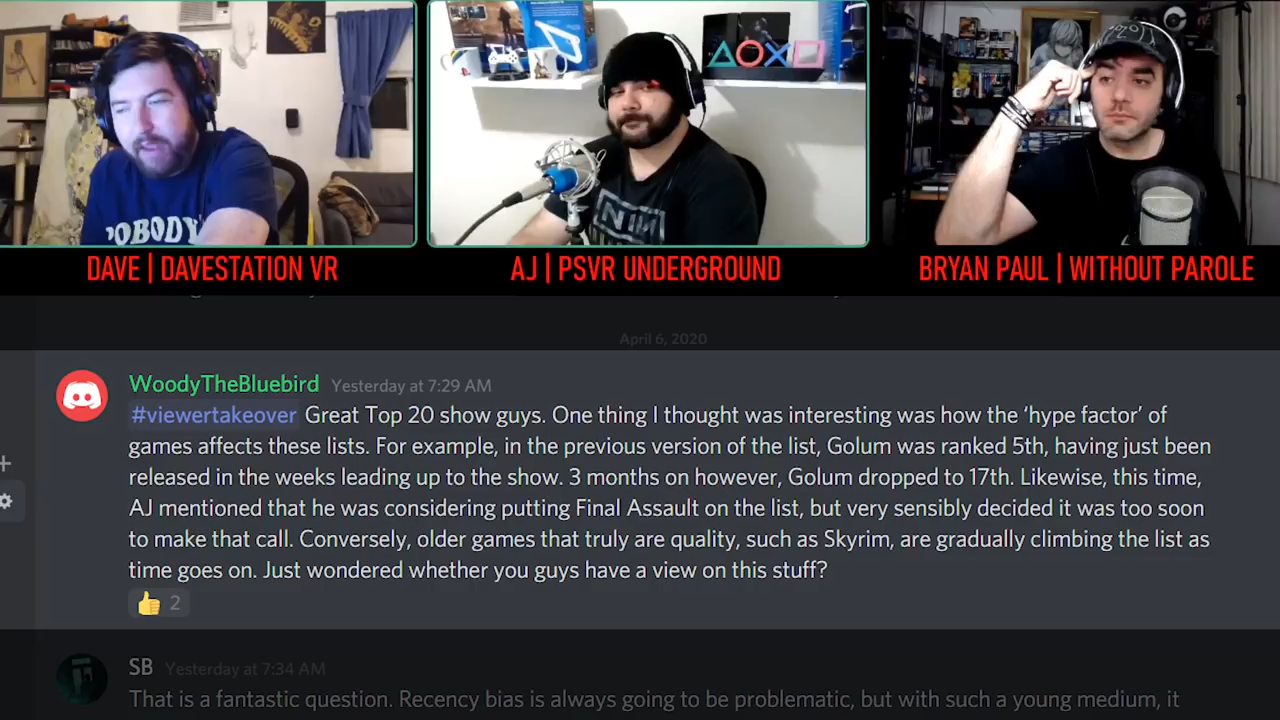 POBODY'
NIN
DAVE | DAVESTATION VR
AJ | PSVR UNDERGROUND
BRYAN PAUL | WITHOUT PAROLE
April 6, 2020
WoodyTheBluebird Yesterday at 7:29 AM
#viewertakeover Great Top 20 show guys. One thing I thought was interesting was how the ‘hype factor’ of
games affects these lists. For example, in the previous version of the list, Golum was ranked 5th, having just been
released in the weeks leading up to the show. 3 months on however, Golum dropped to 17th. Likewise, this time,
AJ mentioned that he was considering putting Final Assault on the list, but very sensibly decided it was too soon
to make that call. Conversely, older games that truly are quality, such as Skyrim, are gradually climbing the list as
time goes on. Just wondered whether you guys have a view on this stuff?
👍 2
SB Yesterday at 7:34 AM
That is a fantastic question. Recency bias is always going to be problematic, but with such a young medium, it